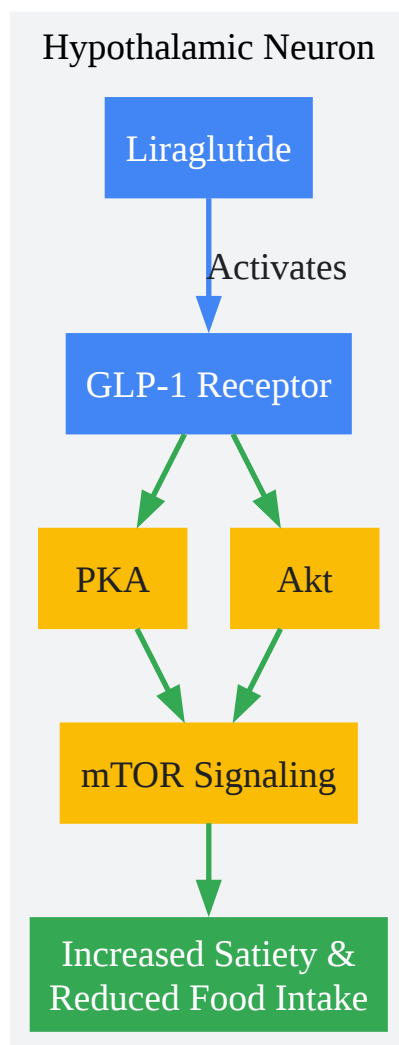 Hypothalamic Neuron
Liraglutide
Activates
GLP-1 Receptor
PKA
Akt
mTOR Signaling
Increased Satiety &
Reduced Food Intake